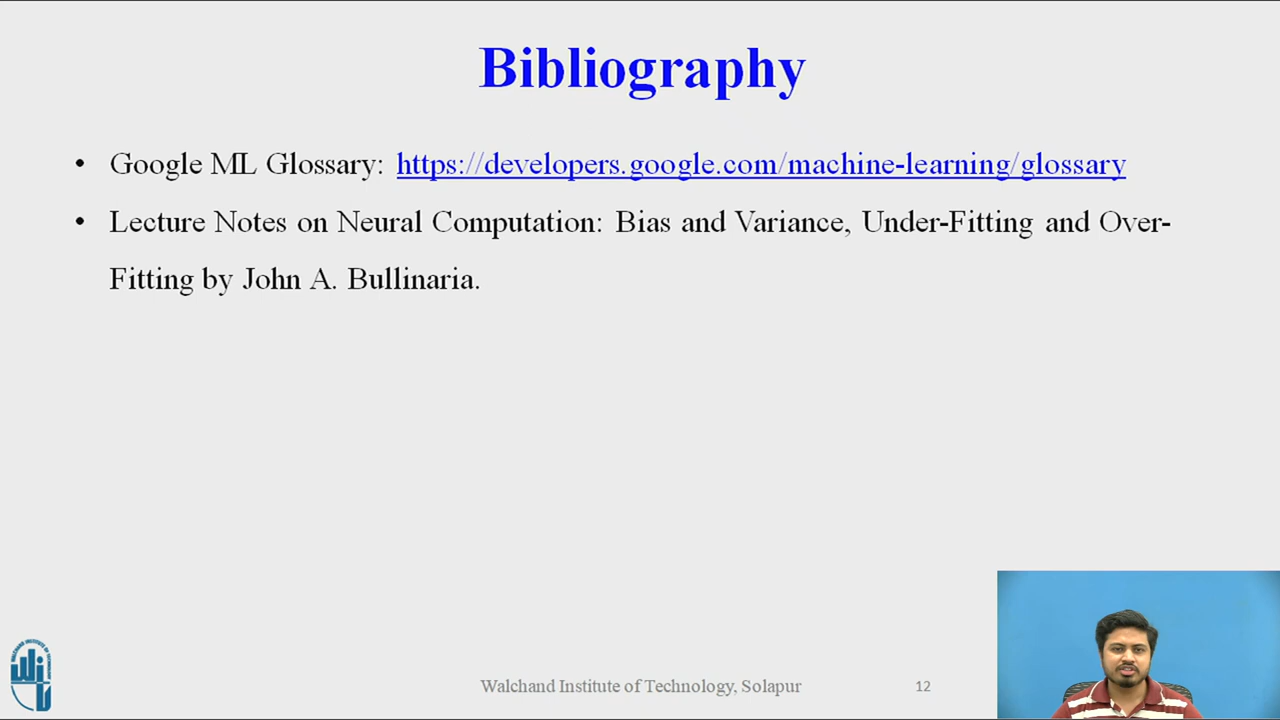 Bibliography
• Google ML Glossary: https://developers.google.com/machine-learning/glossary
• Lecture Notes on Neural Computation: Bias and Variance, Under-Fitting and Over-
Fitting by John A. Bullinaria.
Walchand Institute of Technology, Solapur 12